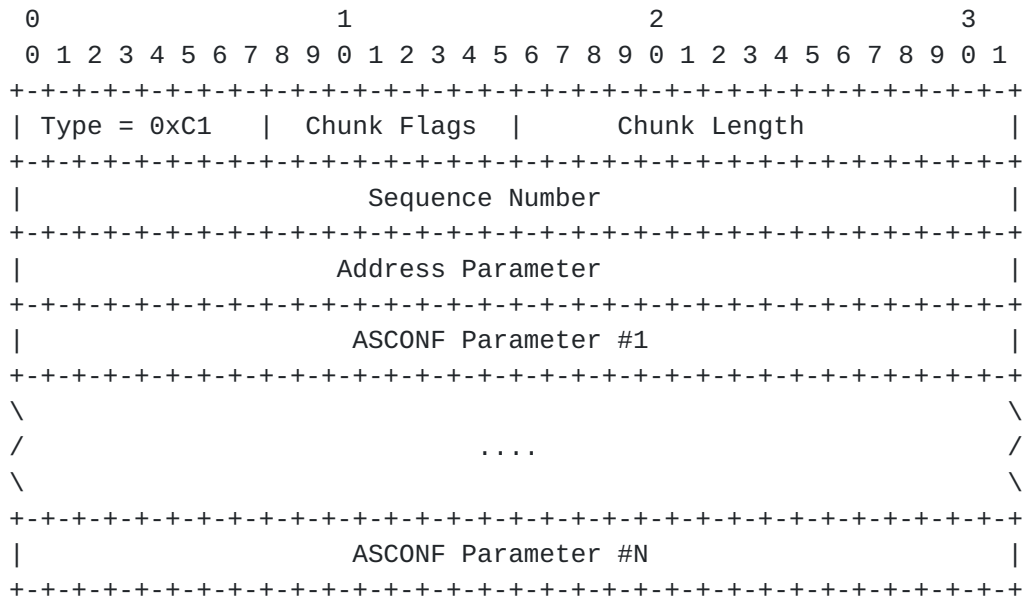 0                   1                   2                   3
 0 1 2 3 4 5 6 7 8 9 0 1 2 3 4 5 6 7 8 9 0 1 2 3 4 5 6 7 8 9 0 1
+-+-+-+-+-+-+-+-+-+-+-+-+-+-+-+-+-+-+-+-+-+-+-+-+-+-+-+-+-+-+-+-+
| Type = 0xC1   |  Chunk Flags  |      Chunk Length             |
+-+-+-+-+-+-+-+-+-+-+-+-+-+-+-+-+-+-+-+-+-+-+-+-+-+-+-+-+-+-+-+-+
|                      Sequence Number                          |
+-+-+-+-+-+-+-+-+-+-+-+-+-+-+-+-+-+-+-+-+-+-+-+-+-+-+-+-+-+-+-+-+
|                    Address Parameter                          |
+-+-+-+-+-+-+-+-+-+-+-+-+-+-+-+-+-+-+-+-+-+-+-+-+-+-+-+-+-+-+-+-+
|                     ASCONF Parameter #1                       |
+-+-+-+-+-+-+-+-+-+-+-+-+-+-+-+-+-+-+-+-+-+-+-+-+-+-+-+-+-+-+-+-+
\                                                               \
/                             ....                              /
\                                                               \
+-+-+-+-+-+-+-+-+-+-+-+-+-+-+-+-+-+-+-+-+-+-+-+-+-+-+-+-+-+-+-+-+
|                     ASCONF Parameter #N                       |
+-+-+-+-+-+-+-+-+-+-+-+-+-+-+-+-+-+-+-+-+-+-+-+-+-+-+-+-+-+-+-+-+